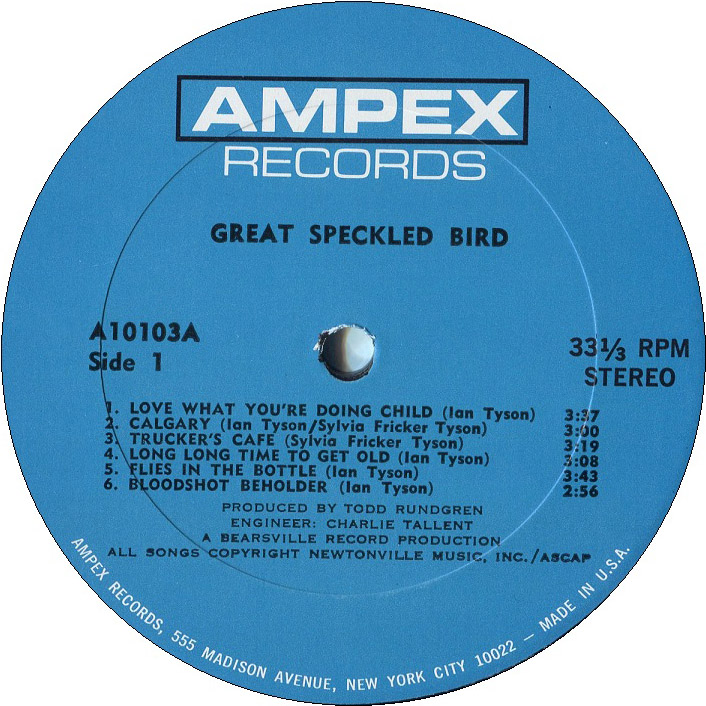 AMPEX
RECORDS
GREAT SPECKLED BIRD
A10103A
Side 1
33⅓ RPM
STEREO
1. LOVE WHAT YOU'RE DOING CHILD (Ian Tyson) 3:37
2. CALGARY (Ian Tyson/Sylvia Fricker Tyson) 3:00
3. TRUCKER'S CAFE (Sylvia Fricker Tyson) 3:19
4. LONG LONG TIME TO GET OLD (Ian Tyson) 3:08
5. FLIES IN THE BOTTLE (Ian Tyson) 3:43
6. BLOODSHOT BEHOLDER (Ian Tyson) 2:56
PRODUCED BY TODD RUNDGREN
ENGINEER: CHARLIE TALLENT
A BEARSVILLE RECORD PRODUCTION
ALL SONGS COPYRIGHT NEWTONVILLE MUSIC, INC./ASCAP
AMPEX RECORDS, 555 MADISON AVENUE, NEW YORK CITY 10022 – MADE IN U.S.A.